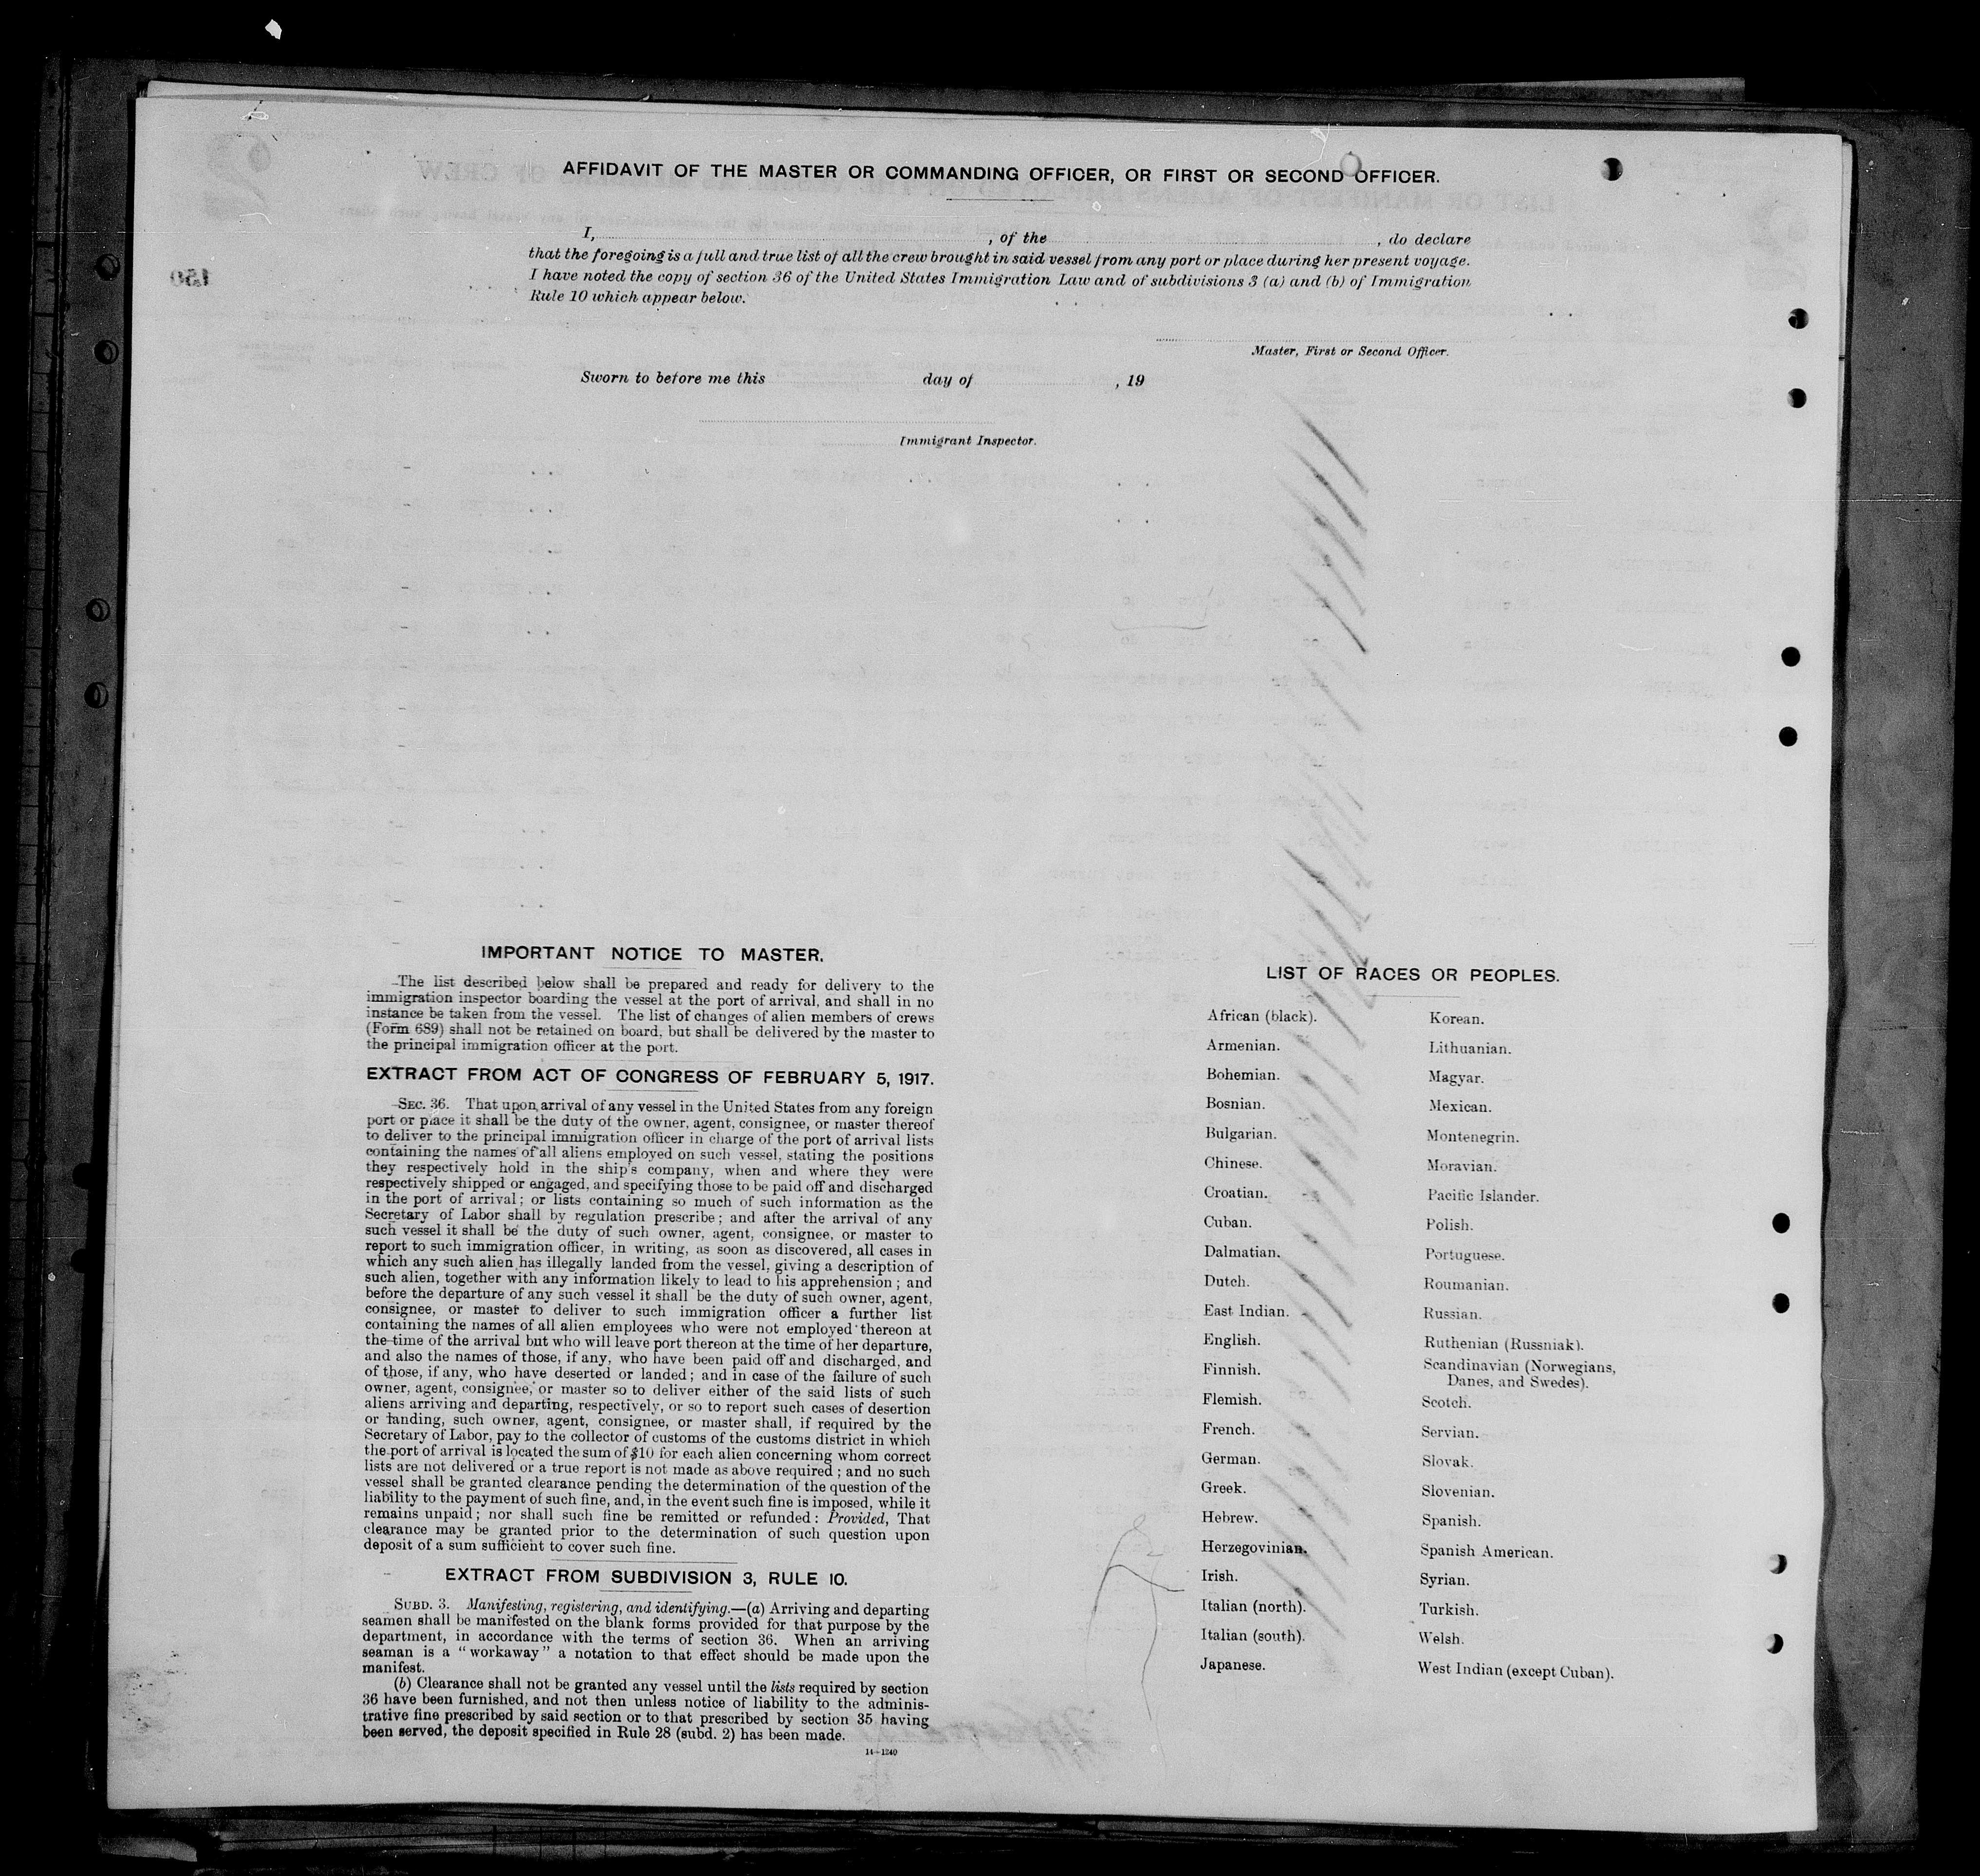 AFFIDAVIT OF THE MASTER OR COMMANDING OFFICER, OR FIRST OR SECOND OFFICER.
I, , of the , do declare
that the foregoing is a full and true list of all the crew brought in said vessel from any port or place during her present voyage.
I have noted the copy of section 36 of the United States Immigration Law and of subdivisions 3 (a) and (b) of Immigration
Rule 10 which appear below.
Master, First or Second Officer.
Sworn to before me this day of , 19
Immigrant Inspector.
IMPORTANT NOTICE TO MASTER.
The list described below shall be prepared and ready for delivery to the
immigration inspector boarding the vessel at the port of arrival, and shall in no
instance be taken from the vessel. The list of changes of alien members of crews
(Form 689) shall not be retained on board, but shall be delivered by the master to
the principal immigration officer at the port.
EXTRACT FROM ACT OF CONGRESS OF FEBRUARY 5, 1917.
SEC. 36. That upon arrival of any vessel in the United States from any foreign
port or place it shall be the duty of the owner, agent, consignee, or master thereof
to deliver to the principal immigration officer in charge of the port of arrival lists
containing the names of all aliens employed on such vessel, stating the positions
they respectively hold in the ship's company, when and where they were
respectively shipped or engaged, and specifying those to be paid off and discharged
in the port of arrival; or lists containing so much of such information as the
Secretary of Labor shall by regulation prescribe; and after the arrival of any
such vessel it shall be the duty of such owner, agent, consignee, or master to
report to such immigration officer, in writing, as soon as discovered, all cases in
which any such alien has illegally landed from the vessel, giving a description of
such alien, together with any information likely to lead to his apprehension; and
before the departure of any such vessel it shall be the duty of such owner, agent,
consignee, or master to deliver to such immigration officer a further list
containing the names of all alien employees who were not employed thereon at
the time of the arrival but who will leave port thereon at the time of her departure,
and also the names of those, if any, who have been paid off and discharged, and
of those, if any, who have deserted or landed; and in case of the failure of such
owner, agent, consignee, or master so to deliver either of the said lists of such
aliens arriving and departing, respectively, or so to report such cases of desertion
or landing, such owner, agent, consignee, or master shall, if required by the
Secretary of Labor, pay to the collector of customs of the customs district in which
the port of arrival is located the sum of $10 for each alien concerning whom correct
lists are not delivered or a true report is not made as above required; and no such
vessel shall be granted clearance pending the determination of the question of the
liability to the payment of such fine, and, in the event such fine is imposed, while it
remains unpaid; nor shall such fine be remitted or refunded: Provided, That
clearance may be granted prior to the determination of such question upon
deposit of a sum sufficient to cover such fine.
EXTRACT FROM SUBDIVISION 3, RULE 10.
SUBD. 3. Manifesting, registering, and identifying.—(a) Arriving and departing
seamen shall be manifested on the blank forms provided for that purpose by the
department, in accordance with the terms of section 36. When an arriving
seaman is a "workaway" a notation to that effect should be made upon the
manifest.
(b) Clearance shall not be granted any vessel until the lists required by section
36 have been furnished, and not then unless notice of liability to the adminis-
trative fine prescribed by said section or to that prescribed by section 35 having
been served, the deposit specified in Rule 28 (subd. 2) has been made.
14—1240
LIST OF RACES OR PEOPLES.
African (black).
Armenian.
Bohemian.
Bosnian.
Bulgarian.
Chinese.
Croatian.
Cuban.
Dalmatian.
Dutch.
East Indian.
English.
Finnish.
Flemish.
French.
German.
Greek.
Hebrew.
Herzegovinian.
Irish.
Italian (north).
Italian (south).
Japanese.
Korean.
Lithuanian.
Magyar.
Mexican.
Montenegrin.
Moravian.
Pacific Islander.
Polish.
Portuguese.
Roumanian.
Russian.
Ruthenian (Russniak).
Scandinavian (Norwegians,
Danes, and Swedes).
Scotch.
Servian.
Slovak.
Slovenian.
Spanish.
Spanish American.
Syrian.
Turkish.
Welsh.
West Indian (except Cuban).